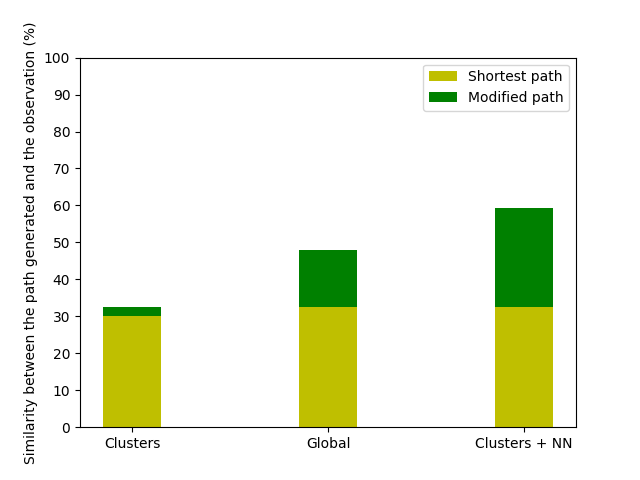 Similarity between the path generated and the observation (%)
100
90
80
70
60
50
40
30
20
10
0
Shortest path
Modified path
Clusters
Global
Clusters + NN